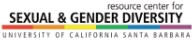 resource center for
SEXUAL & GENDER DIVERSITY
UNIVERSITY OF CALIFORNIA SANTA BARBARA